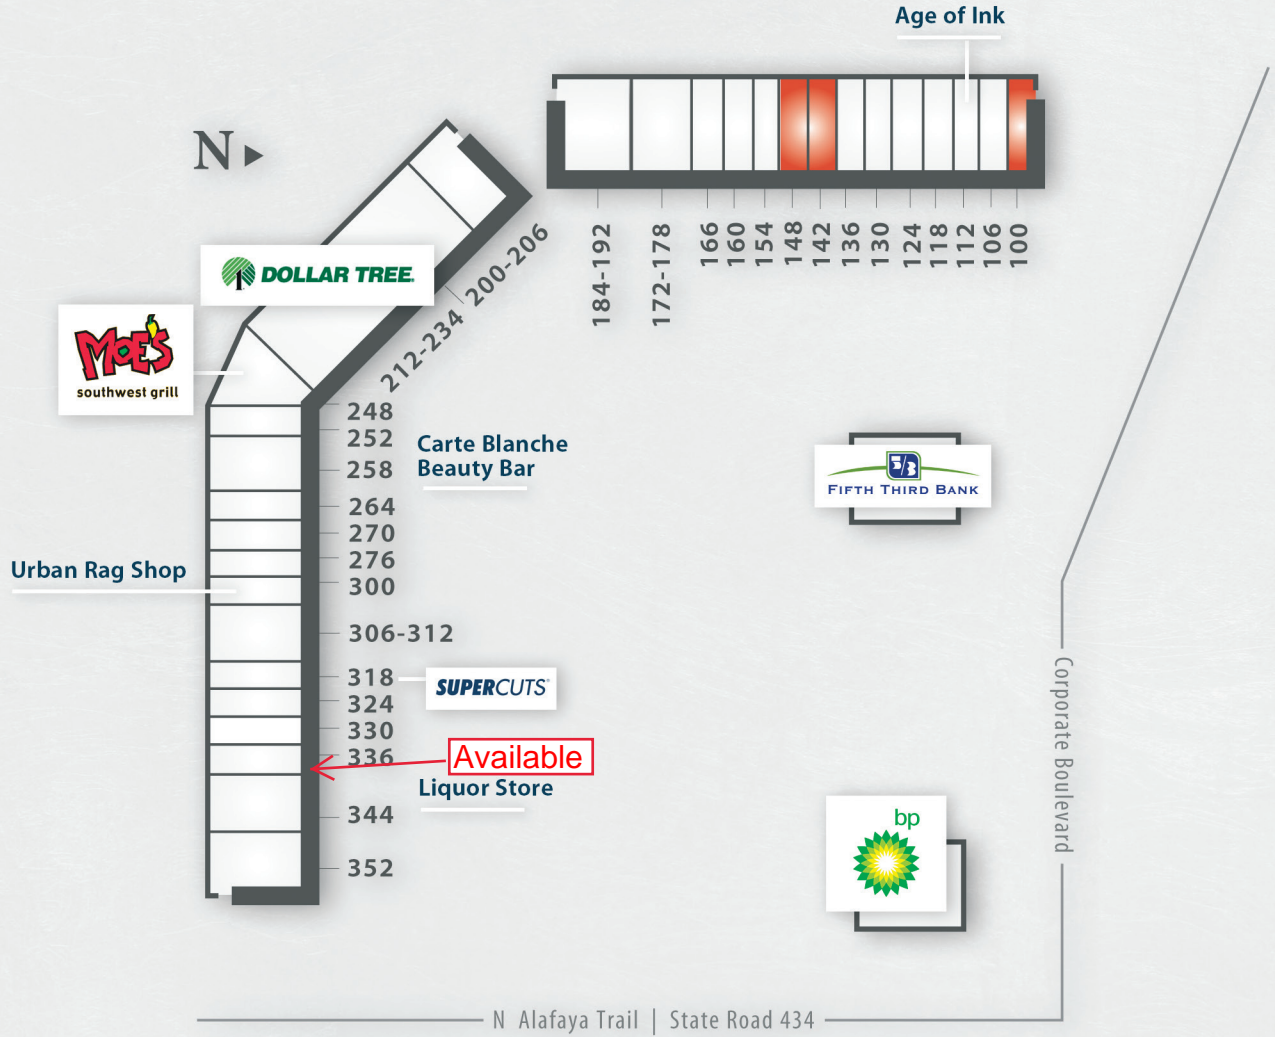 Age of Ink
N
184-192
172-178
166
160
154
148
142
136
130
124
118
112
106
100
200-206
DOLLAR TREE.
212-234
MOE'S
southwest grill
248
252
258
264
270
276
300
306-312
318
324
330
336
344
352
Carte Blanche
Beauty Bar
FIFTH THIRD BANK
Urban Rag Shop
SUPERCUTS®
Available
Liquor Store
bp
Corporate Boulevard
N Alafaya Trail | State Road 434